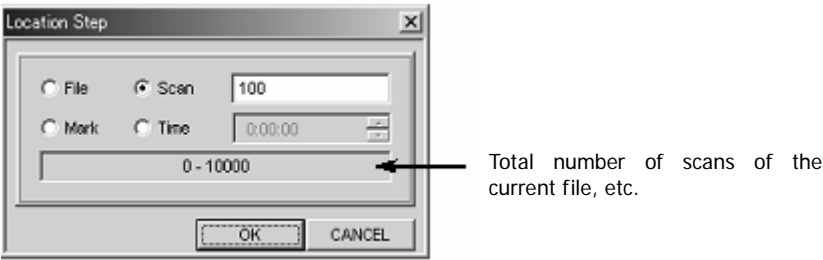 Location Step
File Scan 100
Mark Time 0:00:00
0 - 10000
Total number of scans of the
current file, etc.
OK CANCEL